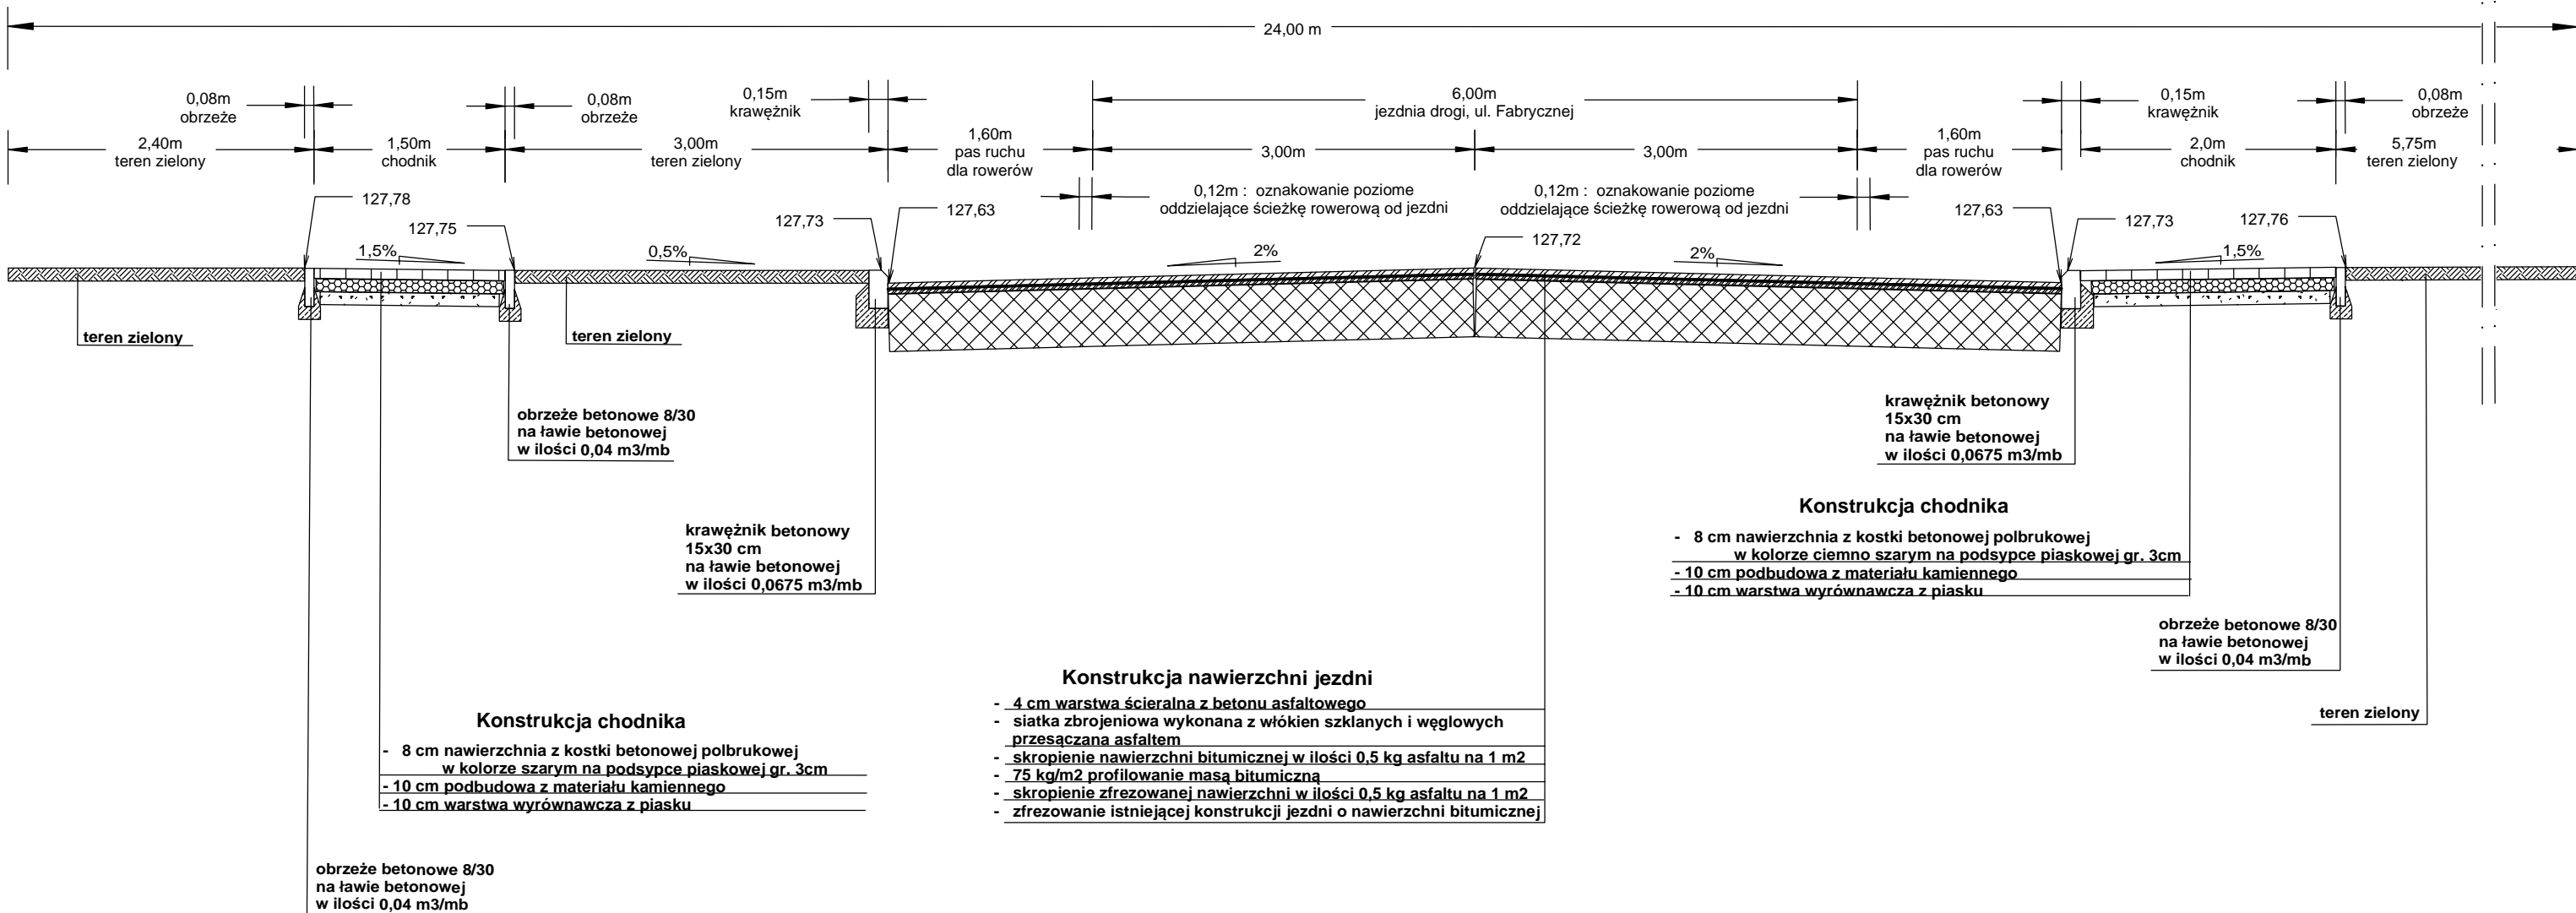 24,00 m
0,08m
obrzeże
0,08m
obrzeże
0,15m
krawężnik
6,00m
jezdnia drogi, ul. Fabrycznej
0,15m
krawężnik
0,08m
obrzeże
2,40m
teren zielony
1,50m
chodnik
3,00m
teren zielony
1,60m
pas ruchu
dla rowerów
3,00m
3,00m
1,60m
pas ruchu
dla rowerów
2,0m
chodnik
5,75m
teren zielony
0,12m : oznakowanie poziome
oddzielające ścieżkę rowerową od jezdni
0,12m : oznakowanie poziome
oddzielające ścieżkę rowerową od jezdni
127,78
127,75
127,73
127,63
127,72
127,63
127,73
127,76
1,5%
0,5%
2%
2%
1,5%
teren zielony
teren zielony
obrzeże betonowe 8/30
na ławie betonowej
w ilości 0,04 m3/mb
krawężnik betonowy
15x30 cm
na ławie betonowej
w ilości 0,0675 m3/mb
krawężnik betonowy
15x30 cm
na ławie betonowej
w ilości 0,0675 m3/mb
Konstrukcja chodnika
- 8 cm nawierzchnia z kostki betonowej polbrukowej
w kolorze ciemno szarym na podsypce piaskowej gr. 3cm
- 10 cm podbudowa z materiału kamiennego
- 10 cm warstwa wyrównawcza z piasku
obrzeże betonowe 8/30
na ławie betonowej
w ilości 0,04 m3/mb
teren zielony
Konstrukcja nawierzchni jezdni
- 4 cm warstwa ścieralna z betonu asfaltowego
- siatka zbrojeniowa wykonana z włókien szklanych i węglowych
przesączana asfaltem
- skropienie nawierzchni bitumicznej w ilości 0,5 kg asfaltu na 1 m2
- 75 kg/m2 profilowanie masą bitumiczną
- skropienie zfrezowanej nawierzchni w ilości 0,5 kg asfaltu na 1 m2
- zfrezowanie istniejącej konstrukcji jezdni o nawierzchni bitumicznej
Konstrukcja chodnika
- 8 cm nawierzchnia z kostki betonowej polbrukowej
w kolorze szarym na podsypce piaskowej gr. 3cm
- 10 cm podbudowa z materiału kamiennego
- 10 cm warstwa wyrównawcza z piasku
obrzeże betonowe 8/30
na ławie betonowej
w ilości 0,04 m3/mb